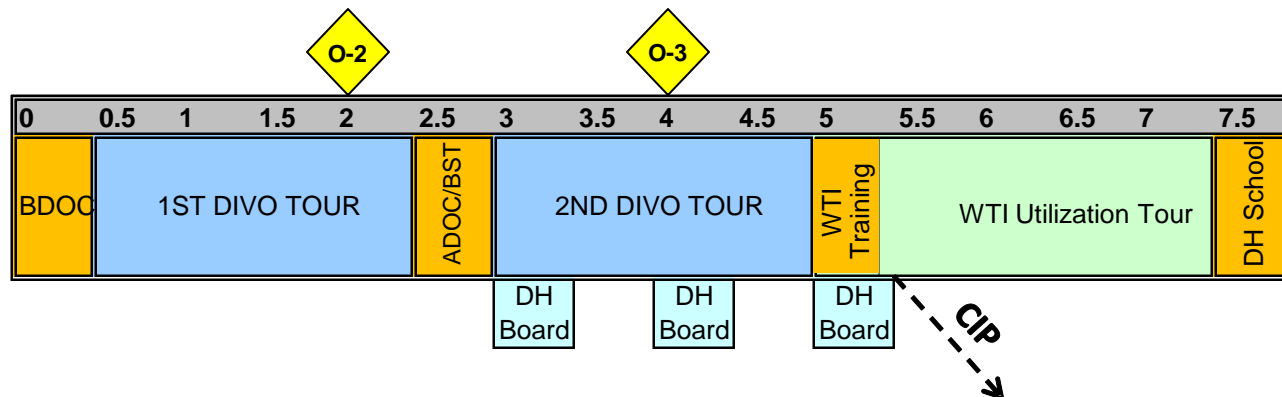 O-2
O-3
0 0.5 1 1.5 2 2.5 3 3.5 4 4.5 5 5.5 6 6.5 7 7.5
BDOC
1ST DIVO TOUR
ADOC/BST
2ND DIVO TOUR
WTI
Training
WTI Utilization Tour
DH School
DH
Board
DH
Board
DH
Board
CIP